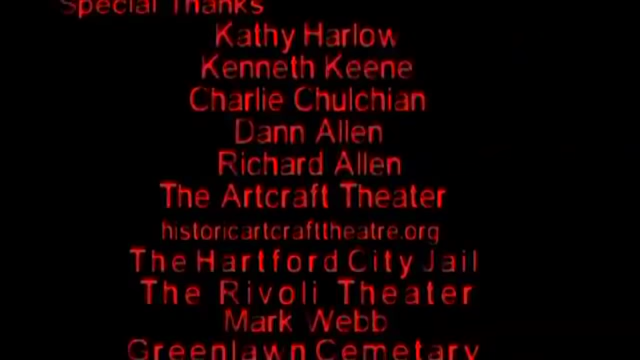 Special Thanks
Kathy Harlow
Kenneth Keene
Charlie Chulchian
Dann Allen
Richard Allen
The Artcraft Theater
historicartcrafttheatre.org
The Hartford City Jail
The Rivoli Theater
Mark Webb
Greenlawn Cemetary